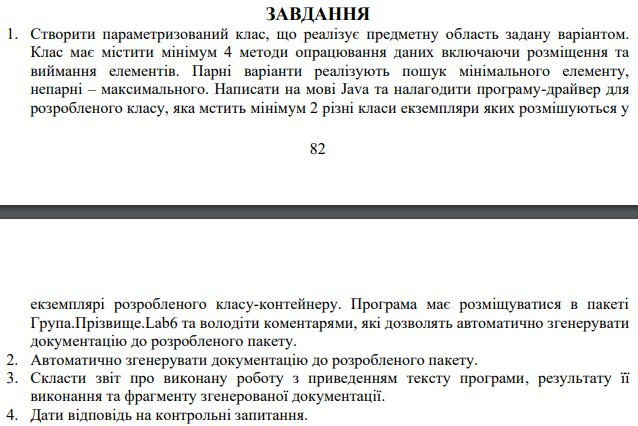 ЗАВДАННЯ
1. Створити параметризований клас, що реалізує предметну область задану варіантом.
Клас має містити мінімум 4 методи опрацювання даних включаючи розміщення та
виймання елементів. Парні варіанти реалізують пошук мінімального елементу,
непарні – максимального. Написати на мові Java та налагодити програму-драйвер для
розробленого класу, яка мстить мінімум 2 різні класи екземпляри яких розмішуються у
82
екземплярі розробленого класу-контейнеру. Програма має розміщуватися в пакеті
Група.Прізвище.Lab6 та володіти коментарями, які дозволять автоматично згенерувати
документацію до розробленого пакету.
2. Автоматично згенерувати документацію до розробленого пакету.
3. Скласти звіт про виконану роботу з приведенням тексту програми, результату її
виконання та фрагменту згенерованої документації.
4. Дати відповідь на контрольні запитання.